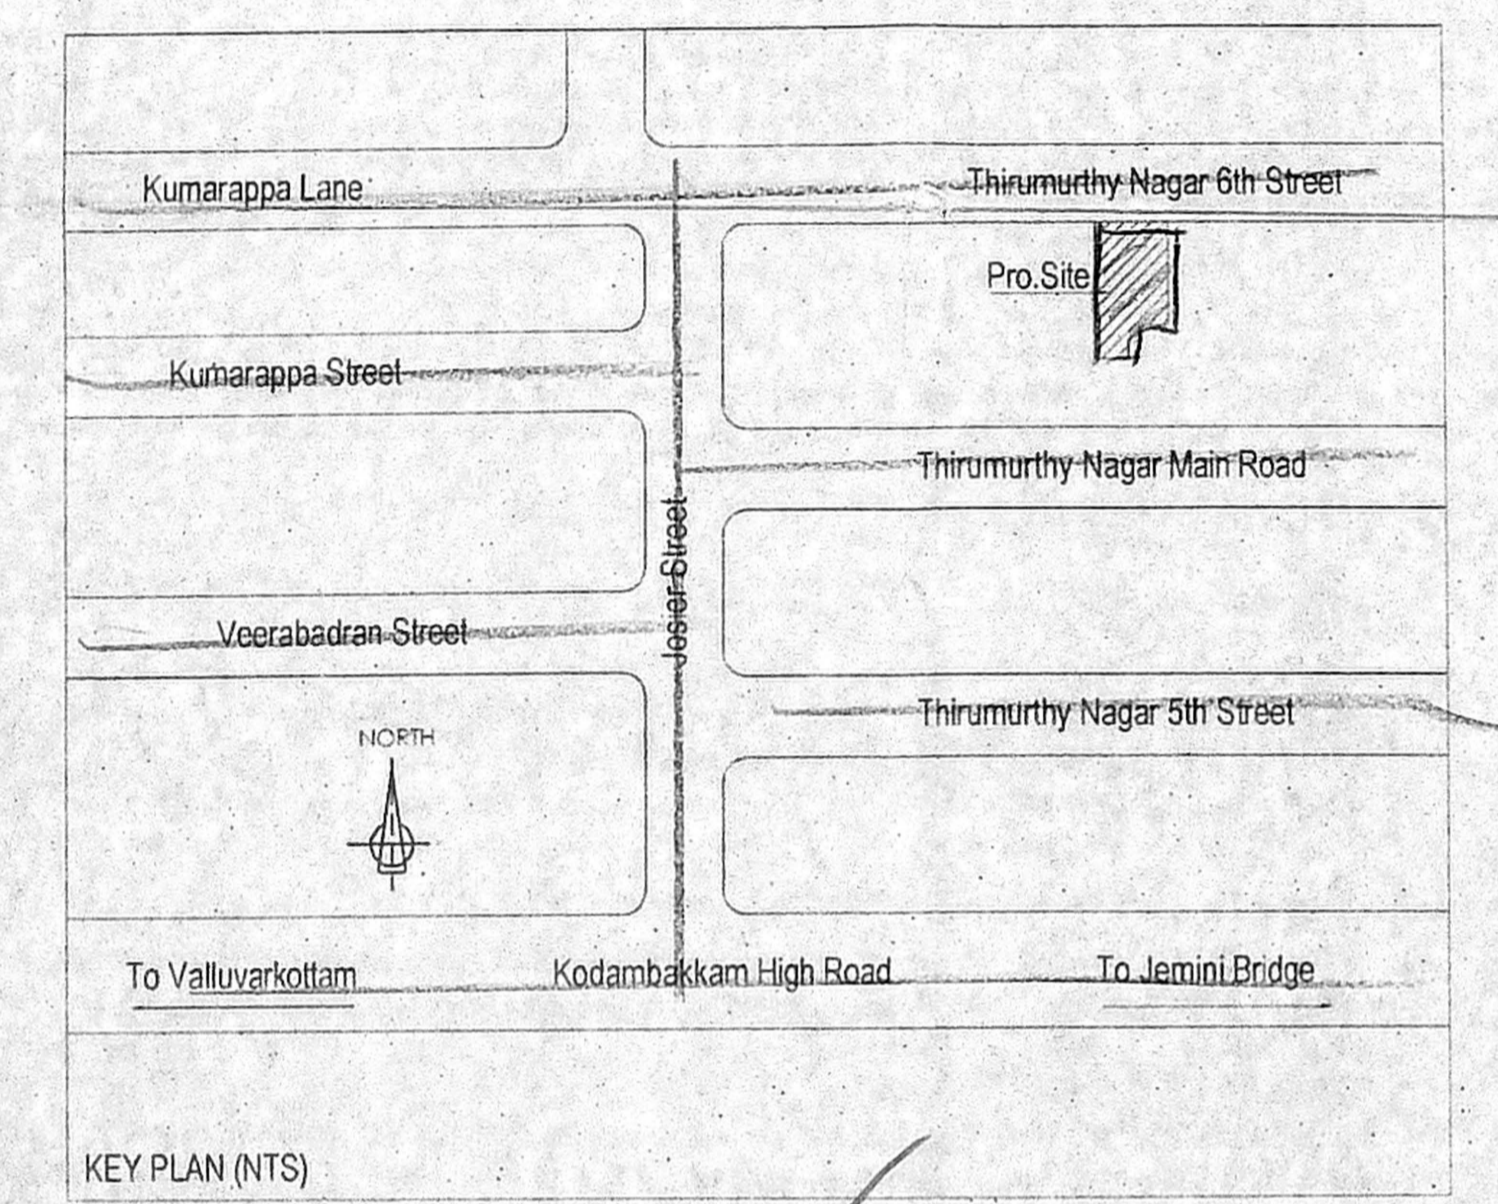 Kumarappa Lane
Thirumurthy Nagar 6th Street
Pro.Site
Kumarappa Street
Thirumurthy Nagar Main Road
Josier Street
Veerabadran Street
Thirumurthy Nagar 5th Street
NORTH
To Valluvarkottam
Kodambakkam High Road
To Jemini Bridge
KEY PLAN (NTS)